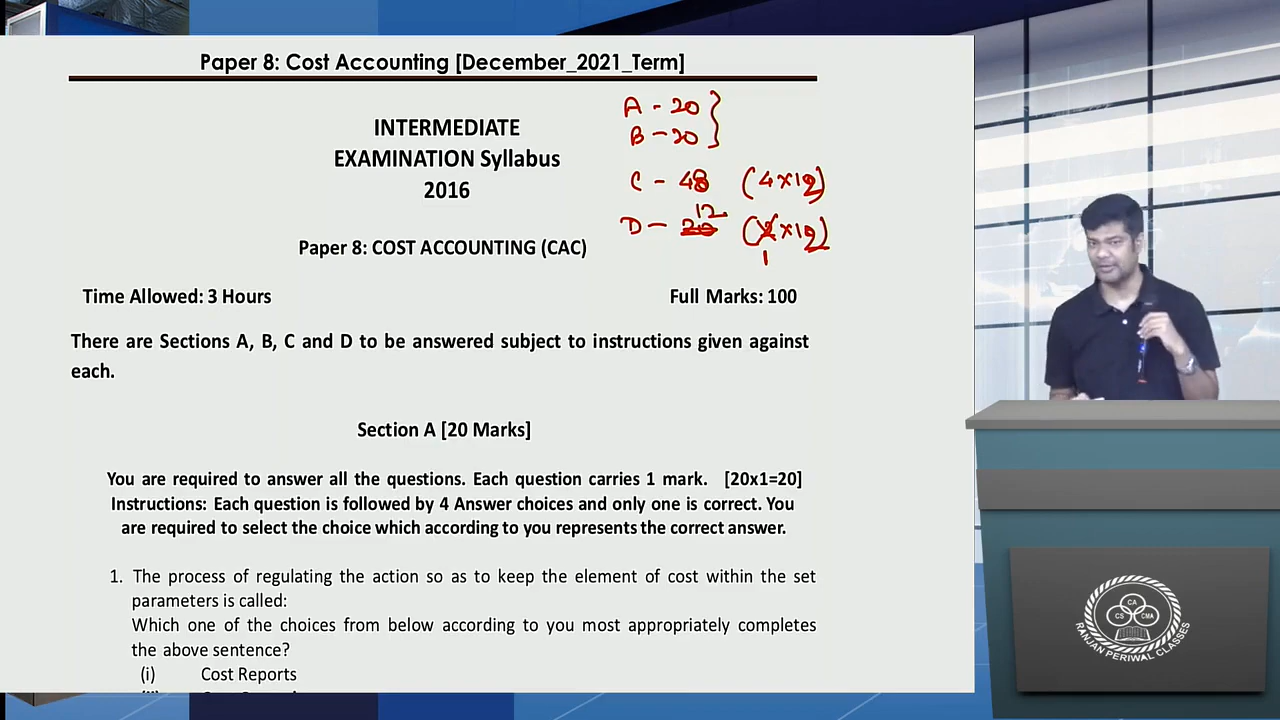 Paper 8: Cost Accounting [December_2021_Term]
A - 20
B - 20
C - 48 (4x12)
D - 12 (x12)
1
INTERMEDIATE
EXAMINATION Syllabus
2016
Paper 8: COST ACCOUNTING (CAC)
Time Allowed: 3 Hours Full Marks: 100
There are Sections A, B, C and D to be answered subject to instructions given against
each.
Section A [20 Marks]
You are required to answer all the questions. Each question carries 1 mark. [20x1=20]
Instructions: Each question is followed by 4 Answer choices and only one is correct. You
are required to select the choice which according to you represents the correct answer.
1. The process of regulating the action so as to keep the element of cost within the set
parameters is called:
Which one of the choices from below according to you most appropriately completes
the above sentence?
(i) Cost Reports
CA
CS CMA
RANJAN PERIWAL CLASSES